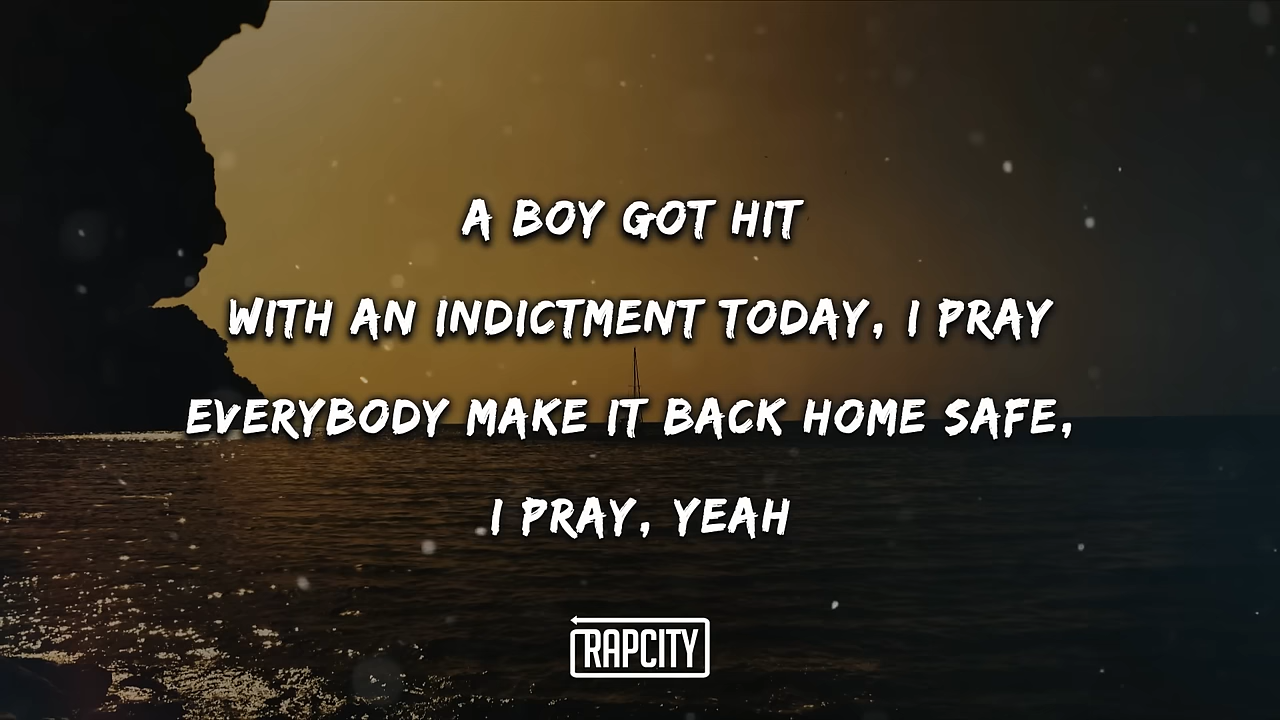 A BOY GOT HIT
WITH AN INDICTMENT TODAY, I PRAY
EVERYBODY MAKE IT BACK HOME SAFE,
I PRAY, YEAH
RAPCITY